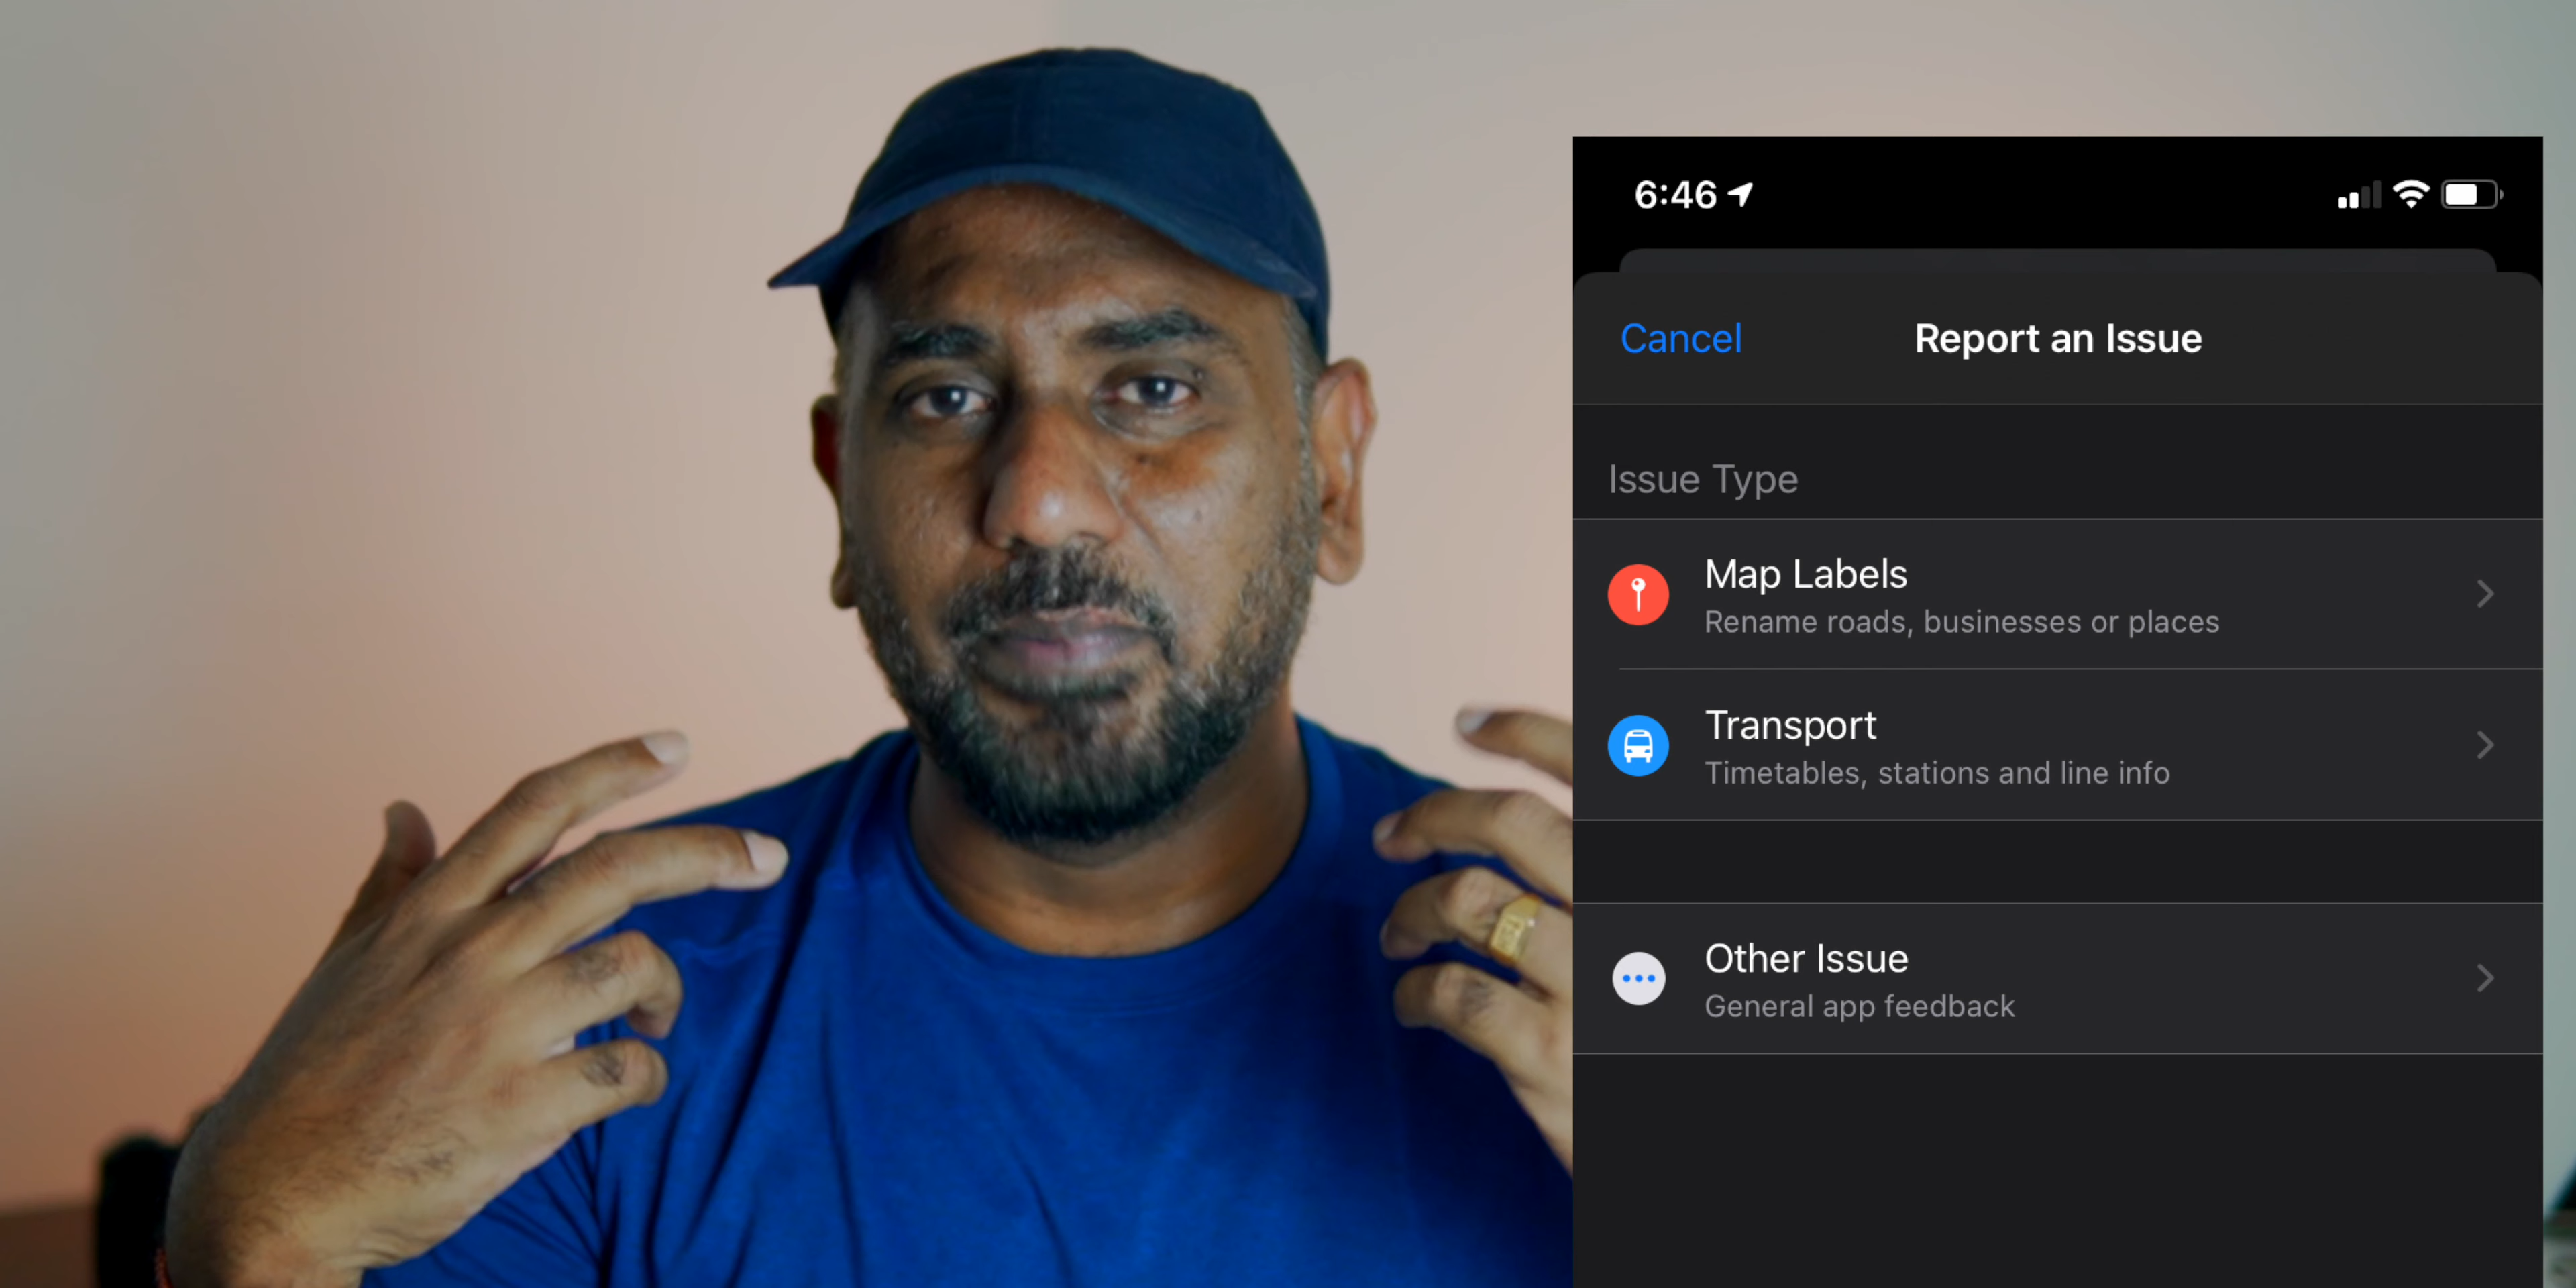 6:46
Cancel
Report an Issue
Issue Type
Map Labels
Rename roads, businesses or places
Transport
Timetables, stations and line info
Other Issue
General app feedback